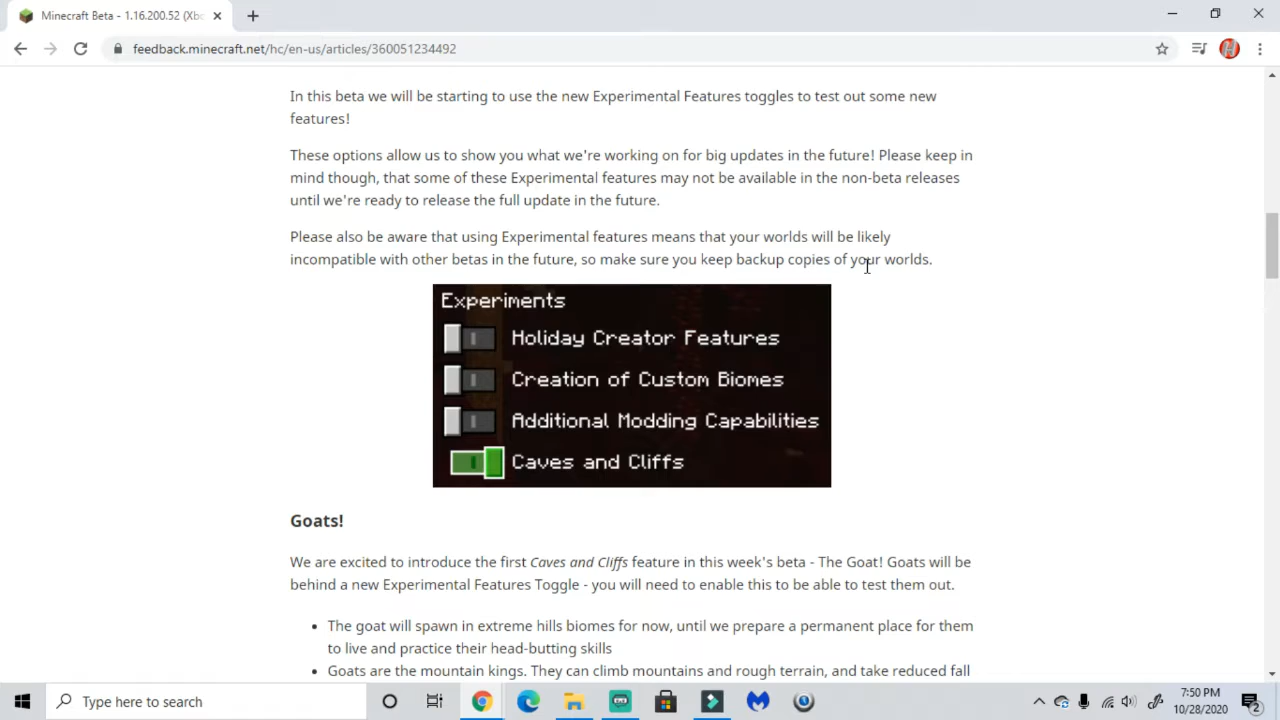 Minecraft Beta - 1.16.200.52 (Xbo
feedback.minecraft.net/hc/en-us/articles/360051234492
In this beta we will be starting to use the new Experimental Features toggles to test out some new
features!
These options allow us to show you what we're working on for big updates in the future! Please keep in
mind though, that some of these Experimental features may not be available in the non-beta releases
until we're ready to release the full update in the future.
Please also be aware that using Experimental features means that your worlds will be likely
incompatible with other betas in the future, so make sure you keep backup copies of your worlds.
Experiments
Holiday Creator Features
Creation of Custom Biomes
Additional Modding Capabilities
Caves and Cliffs
Goats!
We are excited to introduce the first Caves and Cliffs feature in this week's beta - The Goat! Goats will be
behind a new Experimental Features Toggle - you will need to enable this to be able to test them out.
• The goat will spawn in extreme hills biomes for now, until we prepare a permanent place for them
to live and practice their head-butting skills
• Goats are the mountain kings. They can climb mountains and rough terrain, and take reduced fall
Type here to search
7:50 PM
10/28/2020
2